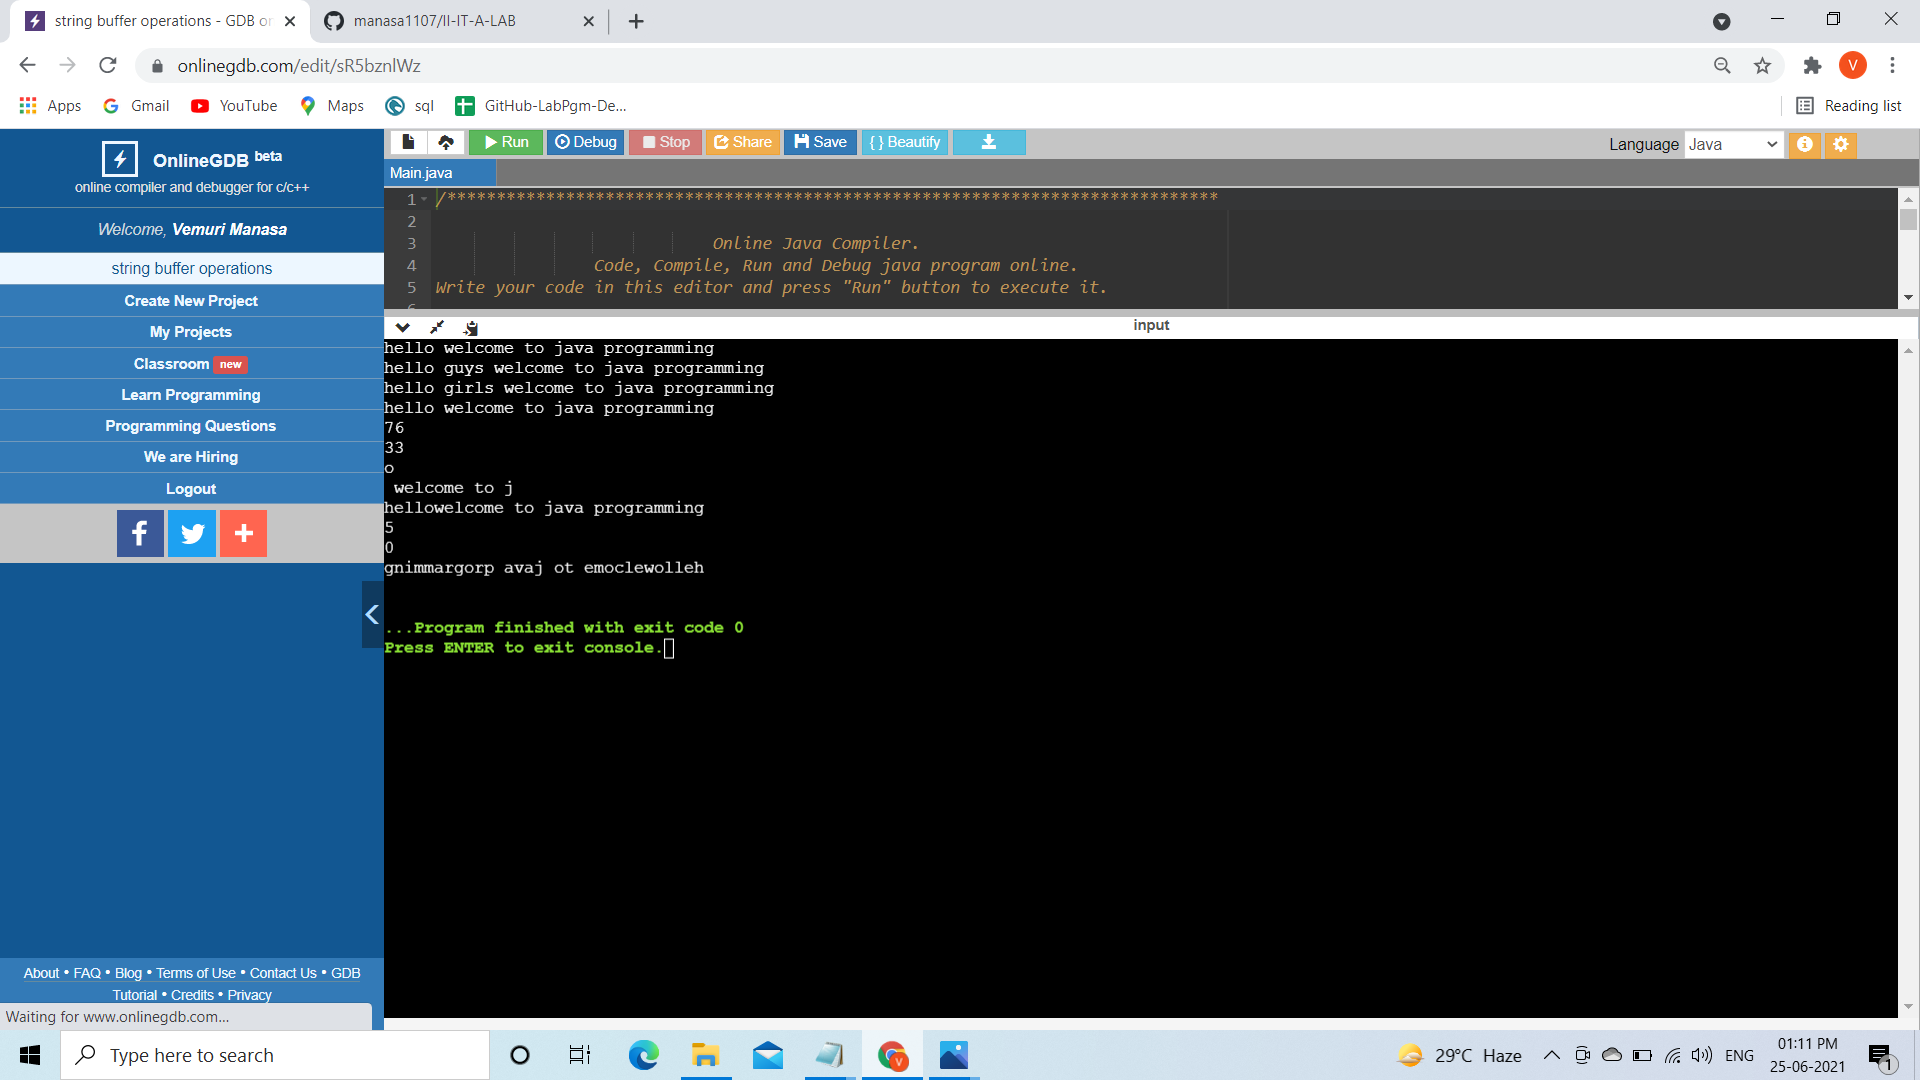 string buffer operations - GDB or
manasa1107/II-IT-A-LAB
onlinegdb.com/edit/sR5bznlWz
V
Apps
Gmail
YouTube
Maps
sql
GitHub-LabPgm-De...
Reading list
OnlineGDB beta
online compiler and debugger for c/c++
Welcome, Vemuri Manasa
string buffer operations
Create New Project
My Projects
Classroom new
Learn Programming
Programming Questions
We are Hiring
Logout
About • FAQ • Blog • Terms of Use • Contact Us • GDB
Tutorial • Credits • Privacy
Waiting for www.onlinegdb.com...
Run
Debug
Stop
Share
Save
{ } Beautify
Language Java
Main.java
1 /******************************************************************************
2
3 Online Java Compiler.
4 Code, Compile, Run and Debug java program online.
5 Write your code in this editor and press "Run" button to execute it.
6
input
hello welcome to java programming
hello guys welcome to java programming
hello girls welcome to java programming
hello welcome to java programming
76
33
o
welcome to j
hellowelcome to java programming
5
0
gnimmargorp avaj ot emoclewolleh
...Program finished with exit code 0
Press ENTER to exit console.
Type here to search
29°C Haze
ENG
01:11 PM
25-06-2021
1